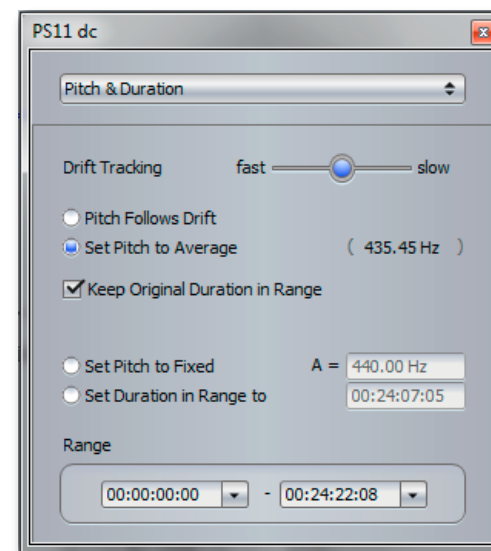 PS11 dc
Pitch & Duration
Drift Tracking fast slow
Pitch Follows Drift
Set Pitch to Average ( 435.45 Hz )
Keep Original Duration in Range
Set Pitch to Fixed A = 440.00 Hz
Set Duration in Range to 00:24:07:05
Range
00:00:00:00 - 00:24:22:08